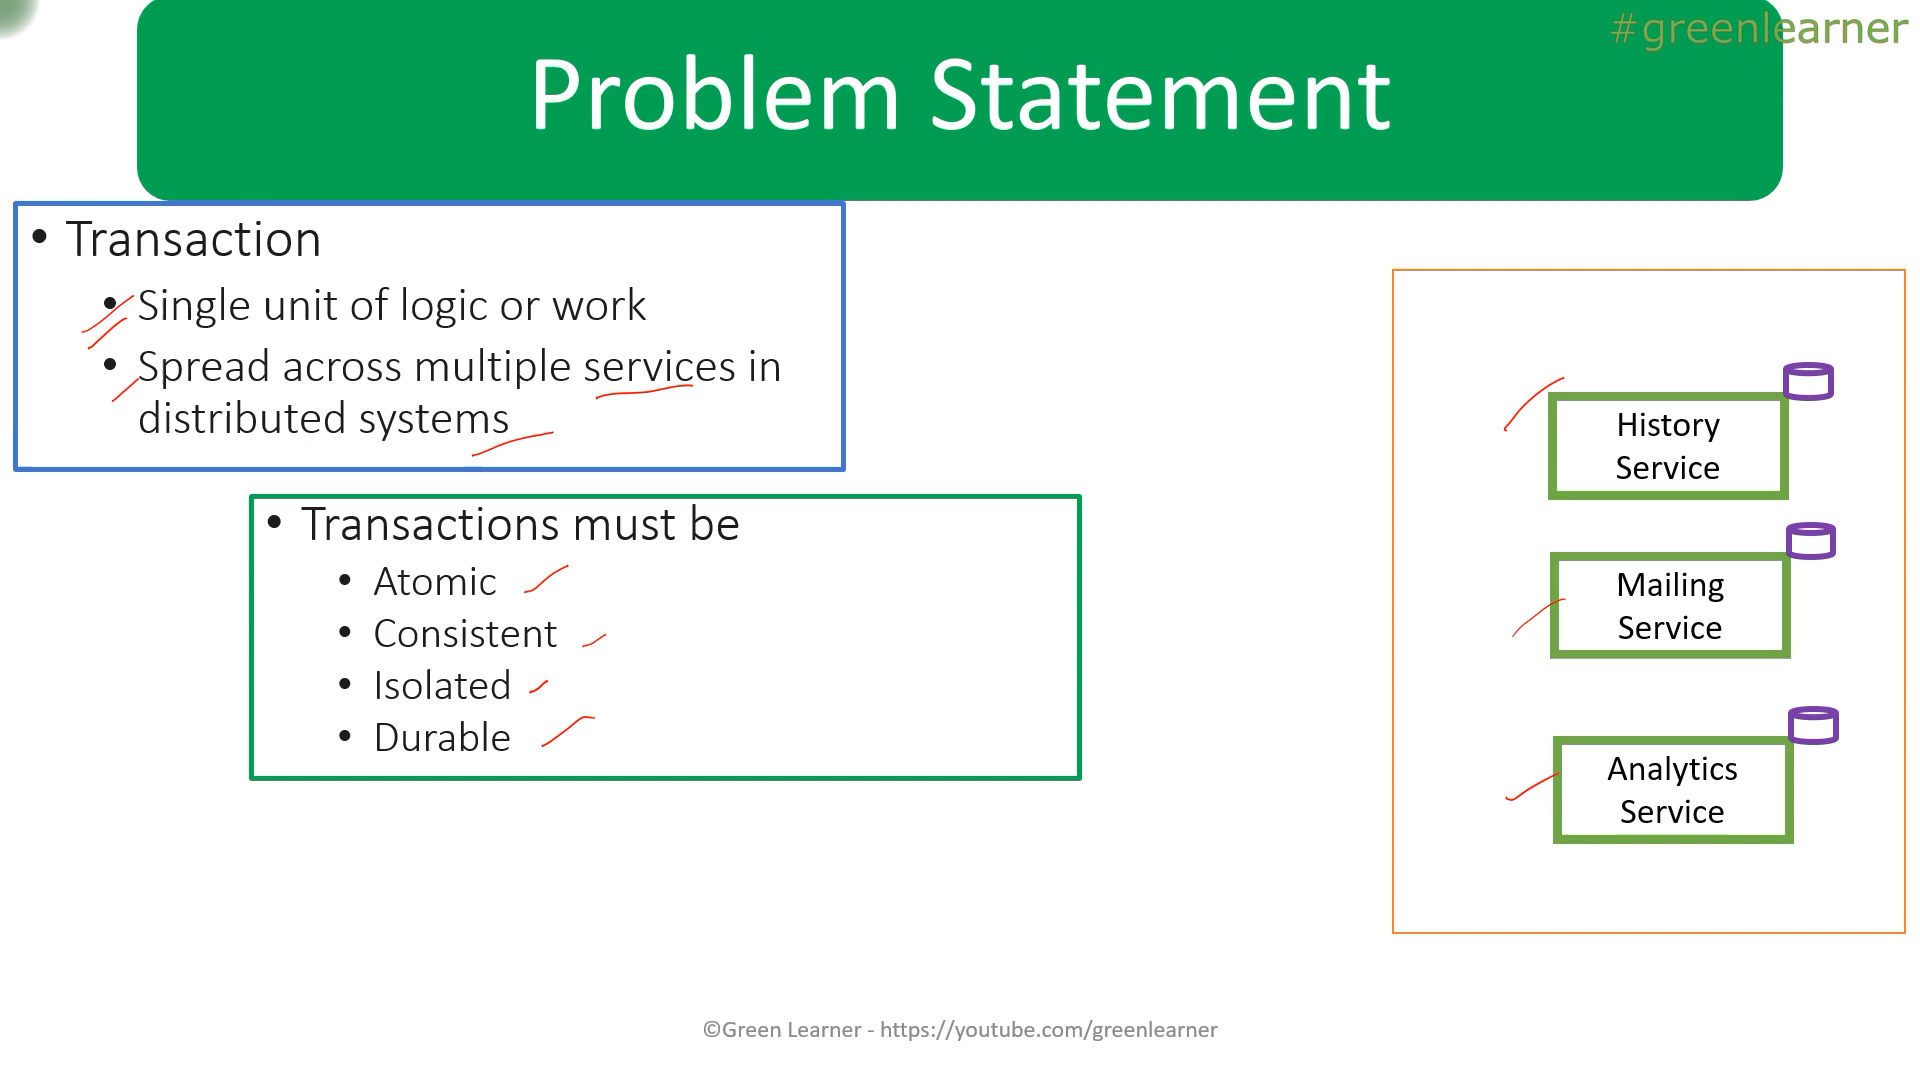 #greenlearner
Problem Statement
• Transaction
• Single unit of logic or work
• Spread across multiple services in
distributed systems
• Transactions must be
• Atomic
• Consistent
• Isolated
• Durable
History
Service
Mailing
Service
Analytics
Service
©Green Learner - https://youtube.com/greenlearner